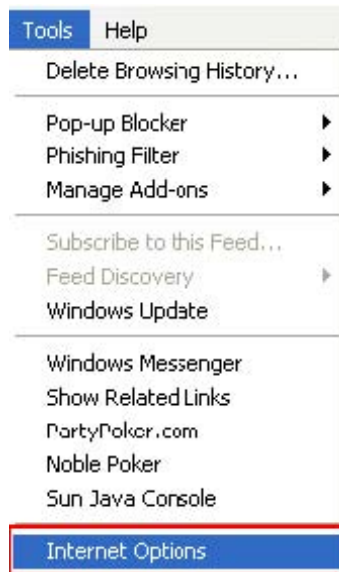 Tools Help
Delete Browsing History...
Pop-up Blocker
Phishing Filter
Manage Add-ons
Subscribe to this Feed...
Feed Discovery
Windows Update
Windows Messenger
Show Related Links
PartyPoker.com
Noble Poker
Sun Java Console
Internet Options